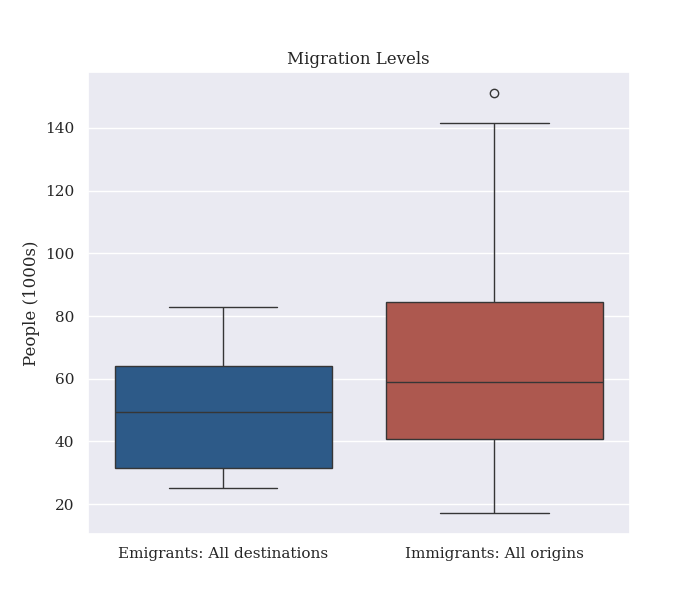 Migration Levels
People (1000s)
140
120
100
80
60
40
20
Emigrants: All destinations
Immigrants: All origins